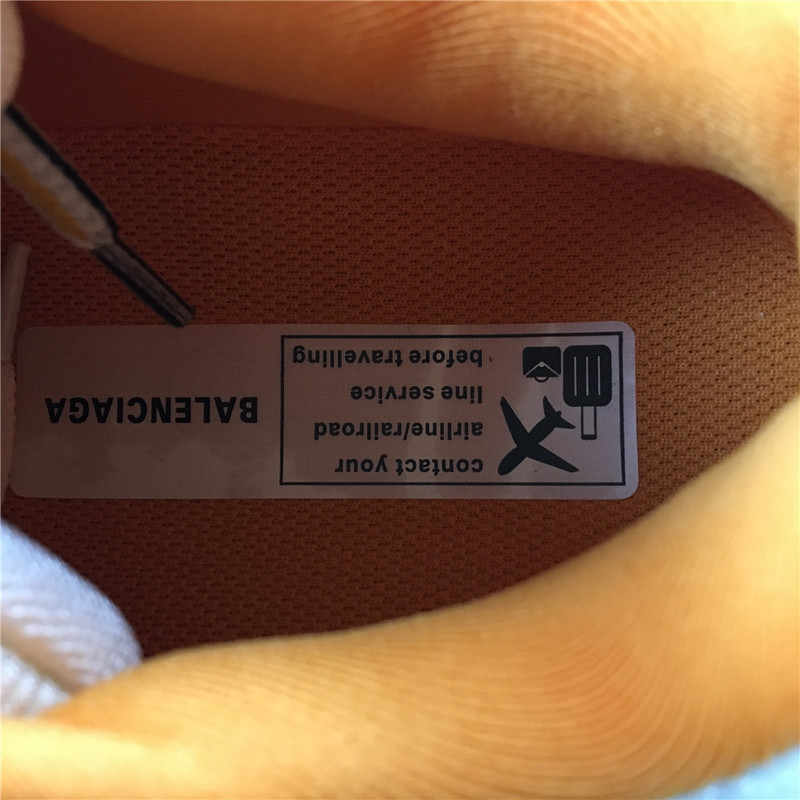 contact your
airline/railroad
line service
before travelling
BALENCIAGA